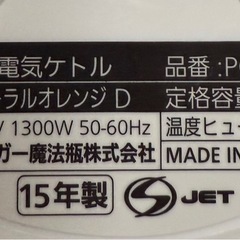 電気ケトル 品番:P
ーラルオレンジ D 定格容量
1300W 50-60Hz 温度ヒュー
ガー魔法瓶株式会社 MADE IN
15年製 JET